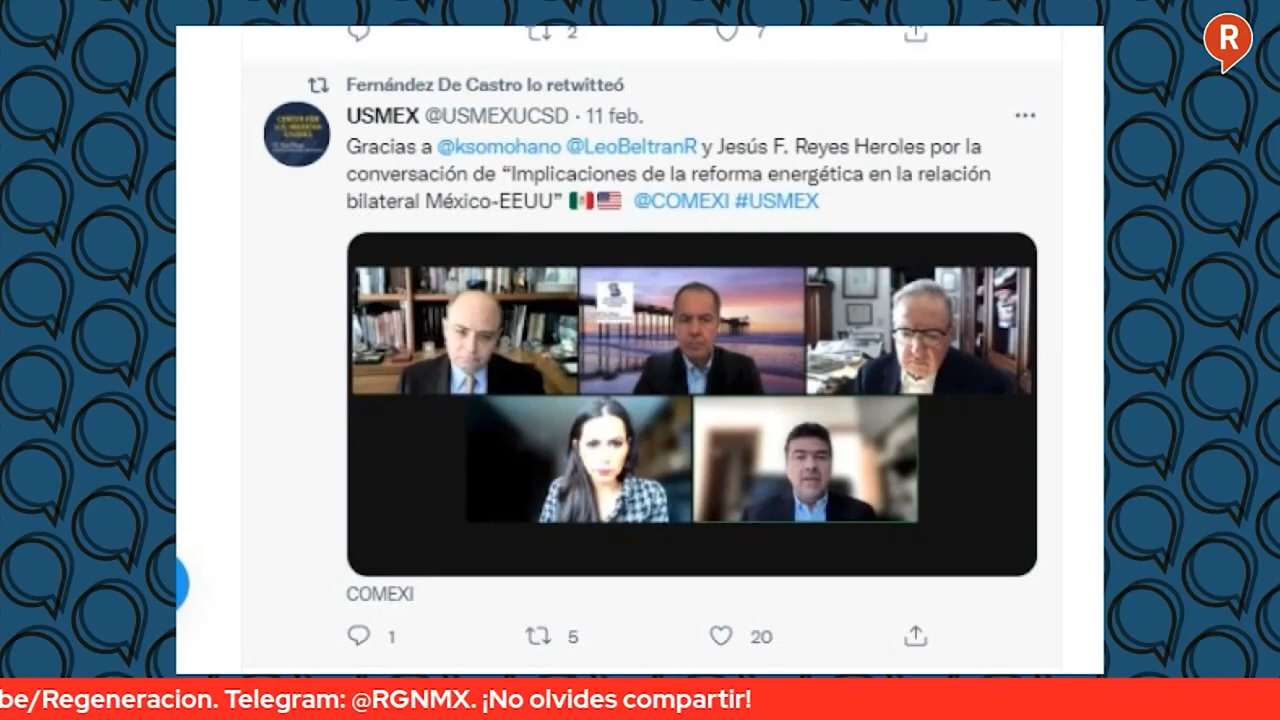 2
7
R
Fernández De Castro lo retwitteó
USMEX @USMEXUCSD · 11 feb.
Gracias a @ksomohano @LeoBeltranR y Jesús F. Reyes Heroles por la
conversación de “Implicaciones de la reforma energética en la relación
bilateral México-EEUU” @COMEXI #USMEX
COMEXI
1
5
20
be/Regeneracion. Telegram: @RGNMX. ¡No olvides compartir!